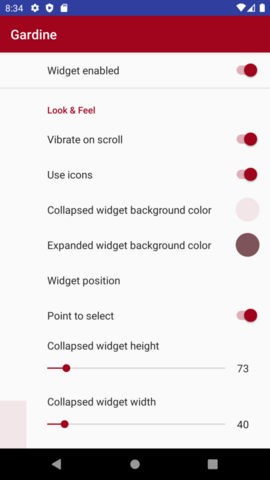 8:34
Gardine
Widget enabled
Look & Feel
Vibrate on scroll
Use icons
Collapsed widget background color
Expanded widget background color
Widget position
Point to select
Collapsed widget height
73
Collapsed widget width
40